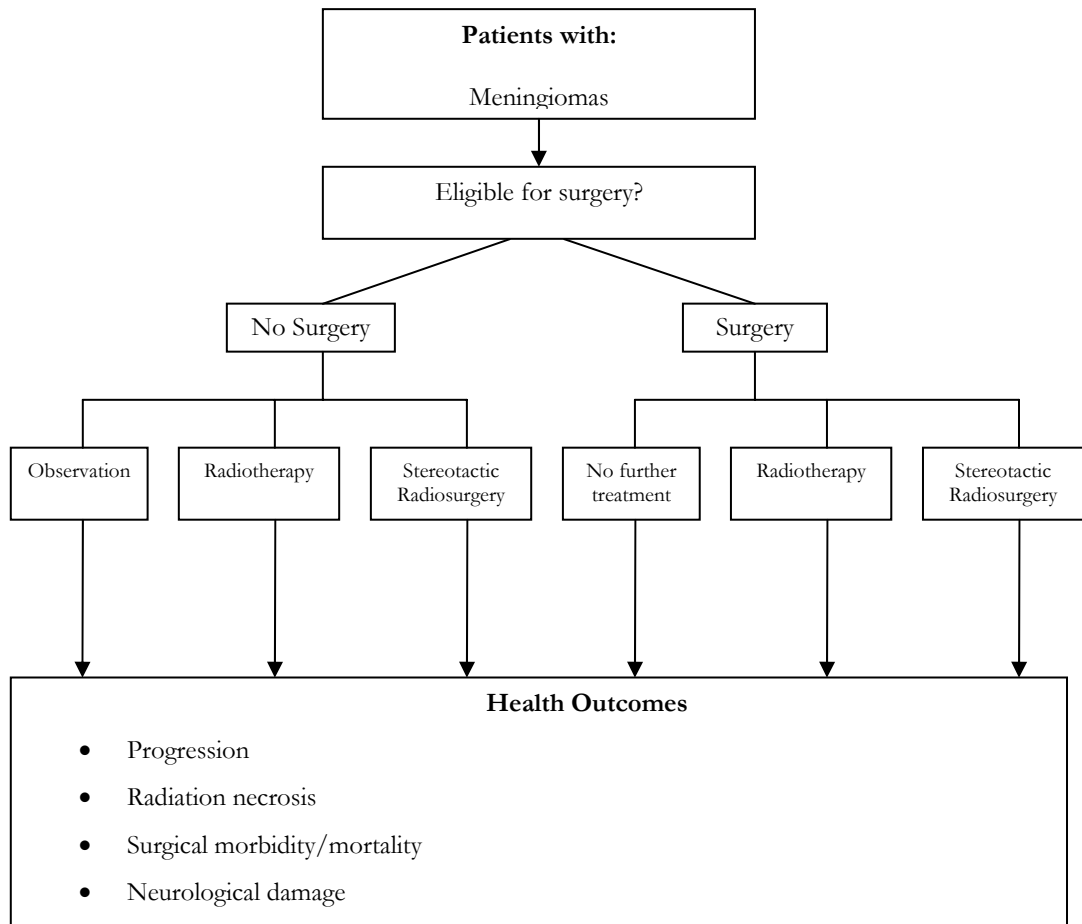 Patients with:
Meningiomas
Eligible for surgery?
No Surgery
Surgery
Observation
Radiotherapy
Stereotactic
Radiosurgery
No further
treatment
Radiotherapy
Stereotactic
Radiosurgery
Health Outcomes
• Progression
• Radiation necrosis
• Surgical morbidity/mortality
• Neurological damage